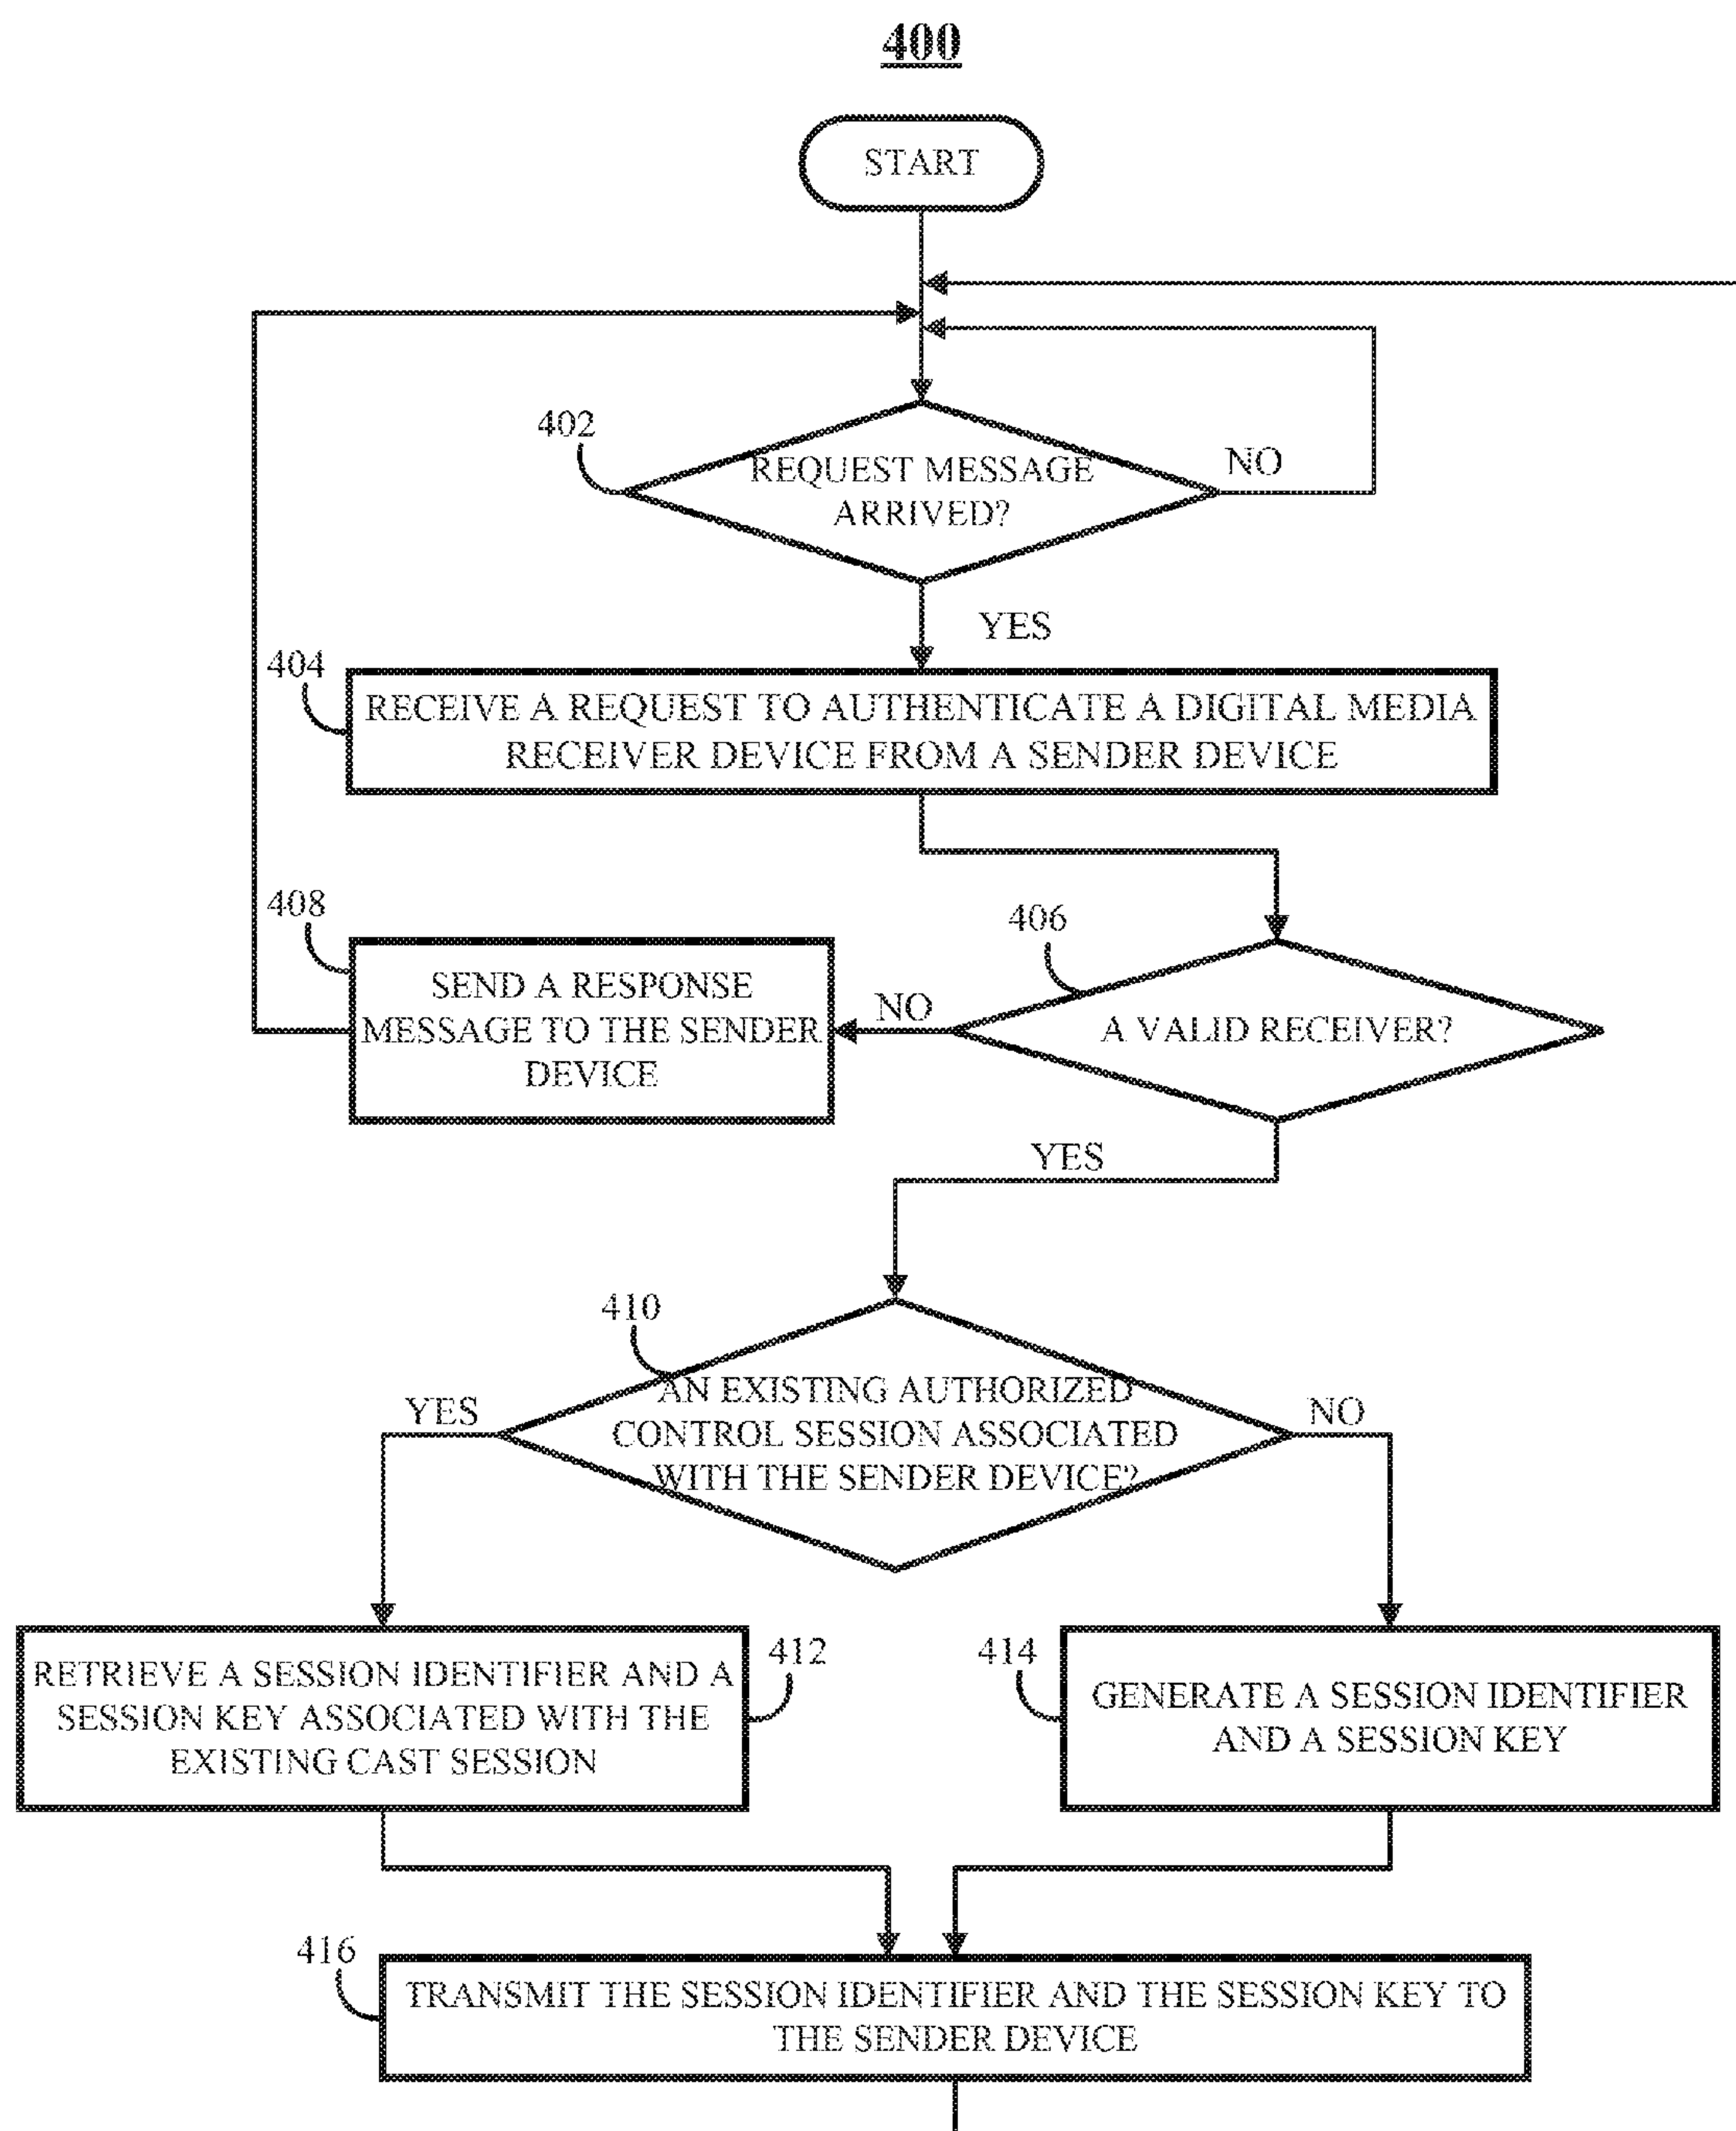 400
START
402
REQUEST MESSAGE
ARRIVED?
NO
YES
404
RECEIVE A REQUEST TO AUTHENTICATE A DIGITAL MEDIA
RECEIVER DEVICE FROM A SENDER DEVICE
408
SEND A RESPONSE
MESSAGE TO THE SENDER
DEVICE
NO
406
A VALID RECEIVER?
YES
410
AN EXISTING AUTHORIZED
CONTROL SESSION ASSOCIATED
WITH THE SENDER DEVICE?
YES
NO
RETRIEVE A SESSION IDENTIFIER AND A
SESSION KEY ASSOCIATED WITH THE
EXISTING CAST SESSION
412
414
GENERATE A SESSION IDENTIFIER
AND A SESSION KEY
416
TRANSMIT THE SESSION IDENTIFIER AND THE SESSION KEY TO
THE SENDER DEVICE